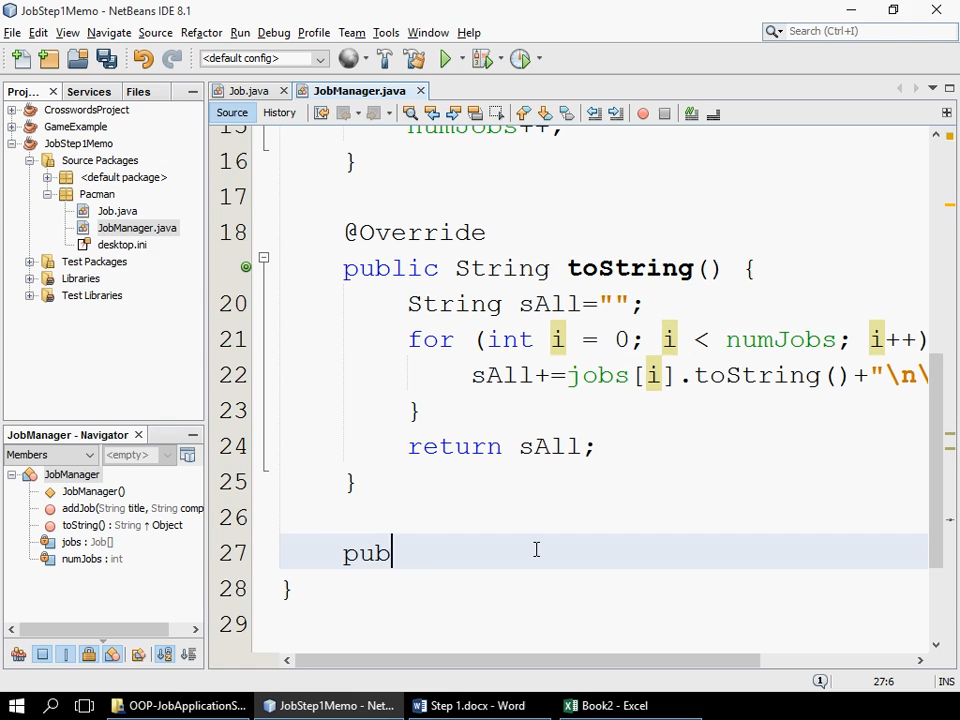 JobStep1Memo - NetBeans IDE 8.1
File Edit View Navigate Source Refactor Run Debug Profile Team Tools Window Help
Search (Ctrl+I)
<default config>
Proj... Services Files
Job.java JobManager.java
Source History
CrosswordsProject
GameExample
JobStep1Memo
Source Packages
<default package>
Pacman
Job.java
JobManager.java
desktop.ini
Test Packages
Libraries
Test Libraries
15 numJobs++;
16 }
17
18 @Override
public String toString() {
20 String sAll="";
21 for (int i = 0; i < numJobs; i++)
22 sAll+=jobs[i].toString()+"\n\
23 }
24 return sAll;
25 }
26
27 pub
28 }
29
JobManager - Navigator
Members <empty>
JobManager
JobManager()
addJob(String title, String comp
toString() : String ↑ Object
jobs : Job[]
numJobs : int
27:6 INS
OOP-JobApplicationS... JobStep1Memo - Net... Step 1.docx - Word Book2 - Excel